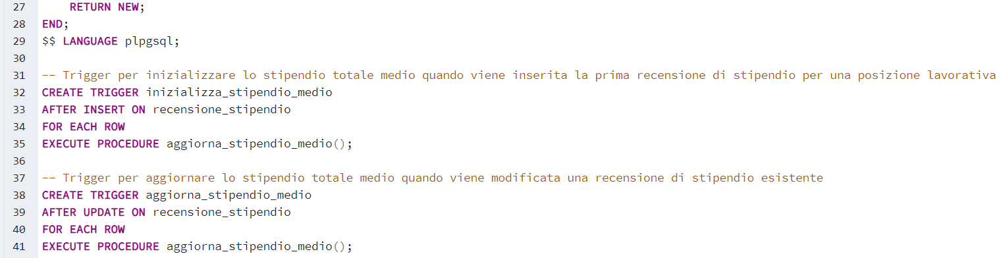 27 RETURN NEW;
28 END;
29 $$ LANGUAGE plpgsql;
30
31 -- Trigger per inizializzare lo stipendio totale medio quando viene inserita la prima recensione di stipendio per una posizione lavorativa
32 CREATE TRIGGER inizializza_stipendio_medio
33 AFTER INSERT ON recensione_stipendio
34 FOR EACH ROW
35 EXECUTE PROCEDURE aggiorna_stipendio_medio();
36
37 -- Trigger per aggiornare lo stipendio totale medio quando viene modificata una recensione di stipendio esistente
38 CREATE TRIGGER aggiorna_stipendio_medio
39 AFTER UPDATE ON recensione_stipendio
40 FOR EACH ROW
41 EXECUTE PROCEDURE aggiorna_stipendio_medio();